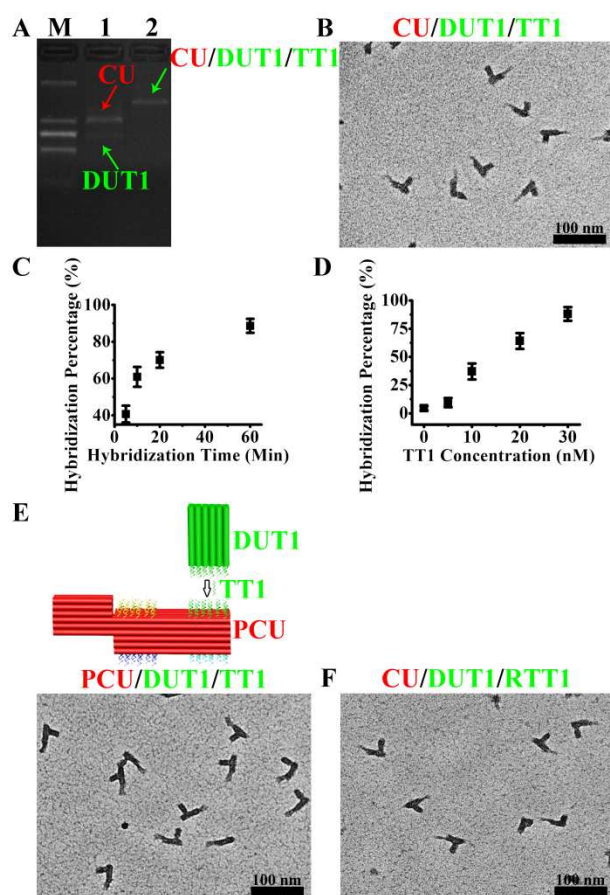 A
M 1 2
CU/DUT1/TT1
CU
DUT1
B
CU/DUT1/TT1
100 nm
C
Hybridization Percentage (%)
100
80
60
40
0 20 40 60
Hybridization Time (Min)
D
Hybridization Percentage (%)
100
75
50
25
0
0 10 20 30
TT1 Concentration (nM)
E
DUT1
TT1
PCU
PCU/DUT1/TT1
100 nm
F
CU/DUT1/RTT1
100 nm